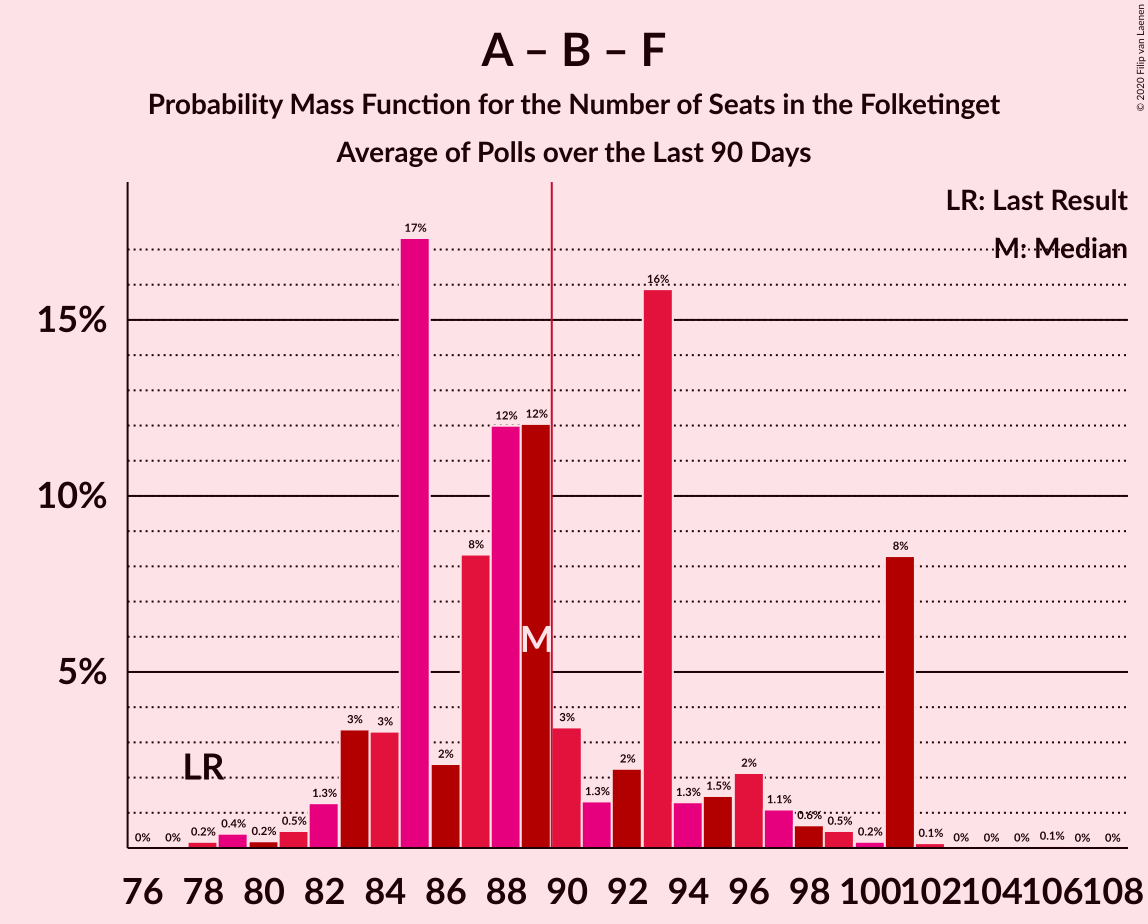 A – B – F
Probability Mass Function for the Number of Seats in the Folketinget
Average of Polls over the Last 90 Days
© 2020 Filip van Laenen
LR: Last Result
M: Median
15%
10%
5%
LR
M
0% 0% 0.2% 0.4% 0.2% 0.5% 1.3% 3% 3% 17% 2% 8% 12% 12% 3% 1.3% 2% 16% 1.3% 1.5% 2% 1.1% 0.6% 0.5% 0.2% 8% 0.1% 0% 0% 0% 0.1% 0% 0%
76 78 80 82 84 86 88 90 92 94 96 98 100 102 104 106 108